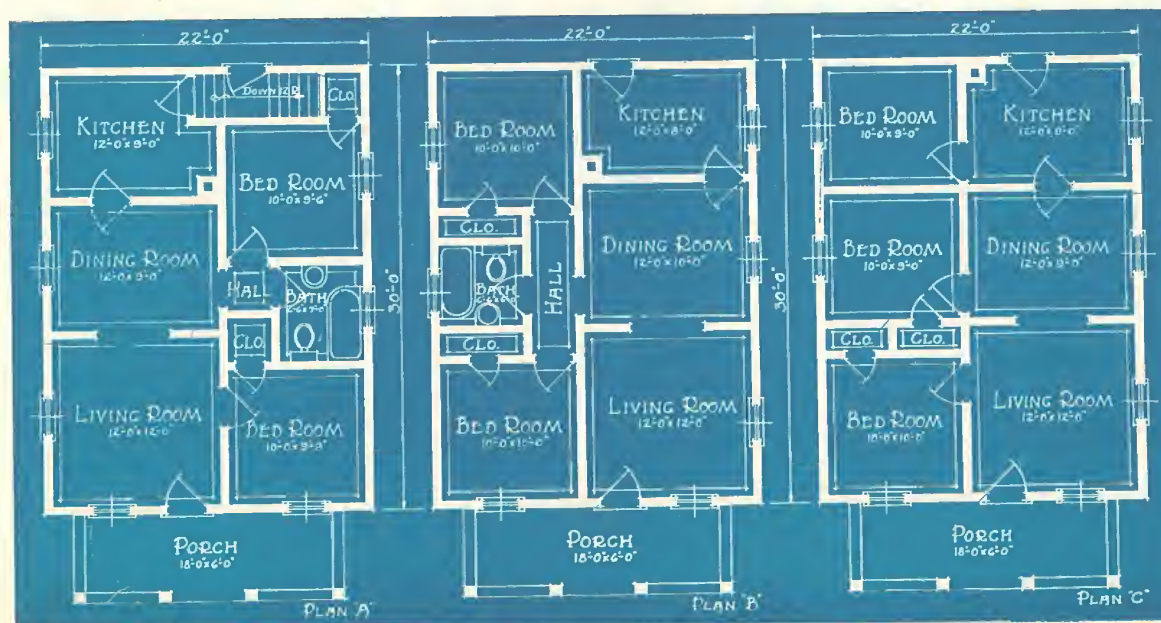 22'-0"
KITCHEN
12'-0"x9'-0"
DOWN 12 R
CLO.
BED ROOM
10'-0"x9'-6"
DINING ROOM
12'-0"x9'-0"
HALL
BATH
CLO.
LIVING ROOM
12'-0"x12'-0"
BED ROOM
10'-0"x9'-9"
PORCH
18'-0"x6'-0"
PLAN "A"
30'-0"
22'-0"
BED ROOM
10'-0"x10'-0"
KITCHEN
12'-0"x8'-0"
CLO.
BATH
HALL
DINING ROOM
12'-0"x10'-0"
CLO.
BED ROOM
10'-0"x10'-0"
LIVING ROOM
12'-0"x12'-0"
PORCH
18'-0"x6'-0"
PLAN "B"
30'-0"
22'-0"
BED ROOM
10'-0"x9'-0"
KITCHEN
BED ROOM
10'-0"x9'-0"
DINING ROOM
12'-0"x9'-0"
CLO.
CLO.
BED ROOM
10'-0"x10'-0"
LIVING ROOM
12'-0"x12'-0"
PORCH
18'-0"x6'-0"
PLAN "C"